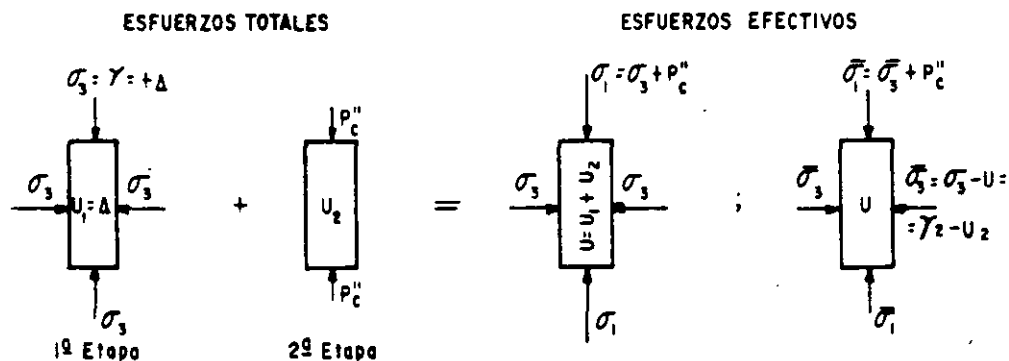 ESFUERZOS TOTALES
ESFUERZOS EFECTIVOS
σ₃ = γ = + Δ
σ₃
U₁ = Δ
σ₃
σ₃
1ª Etapa
+
P"c
U₂
P"c
2ª Etapa
=
σ₁ = σ₃ + P"c
σ₃
U = U₁ + U₂
σ₃
σ₁
;
σ̄₁ = σ̄₃ + P"c
σ̄₃
U
σ̄₃ = σ₃ - U =
= γ₂ - U₂
σ̄₁